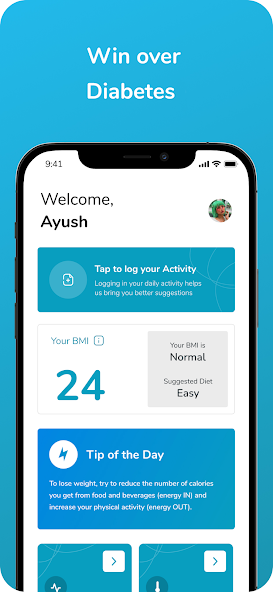 Win over
Diabetes
9:41
Welcome,
Ayush
Tap to log your Activity
Logging in your daily activity helps
us bring you better suggestions
Your BMI
24
Your BMI is
Normal
Suggested Diet
Easy
Tip of the Day
To lose weight, try to reduce the number of calories
you get from food and beverages (energy IN) and
increase your physical activity (energy OUT).